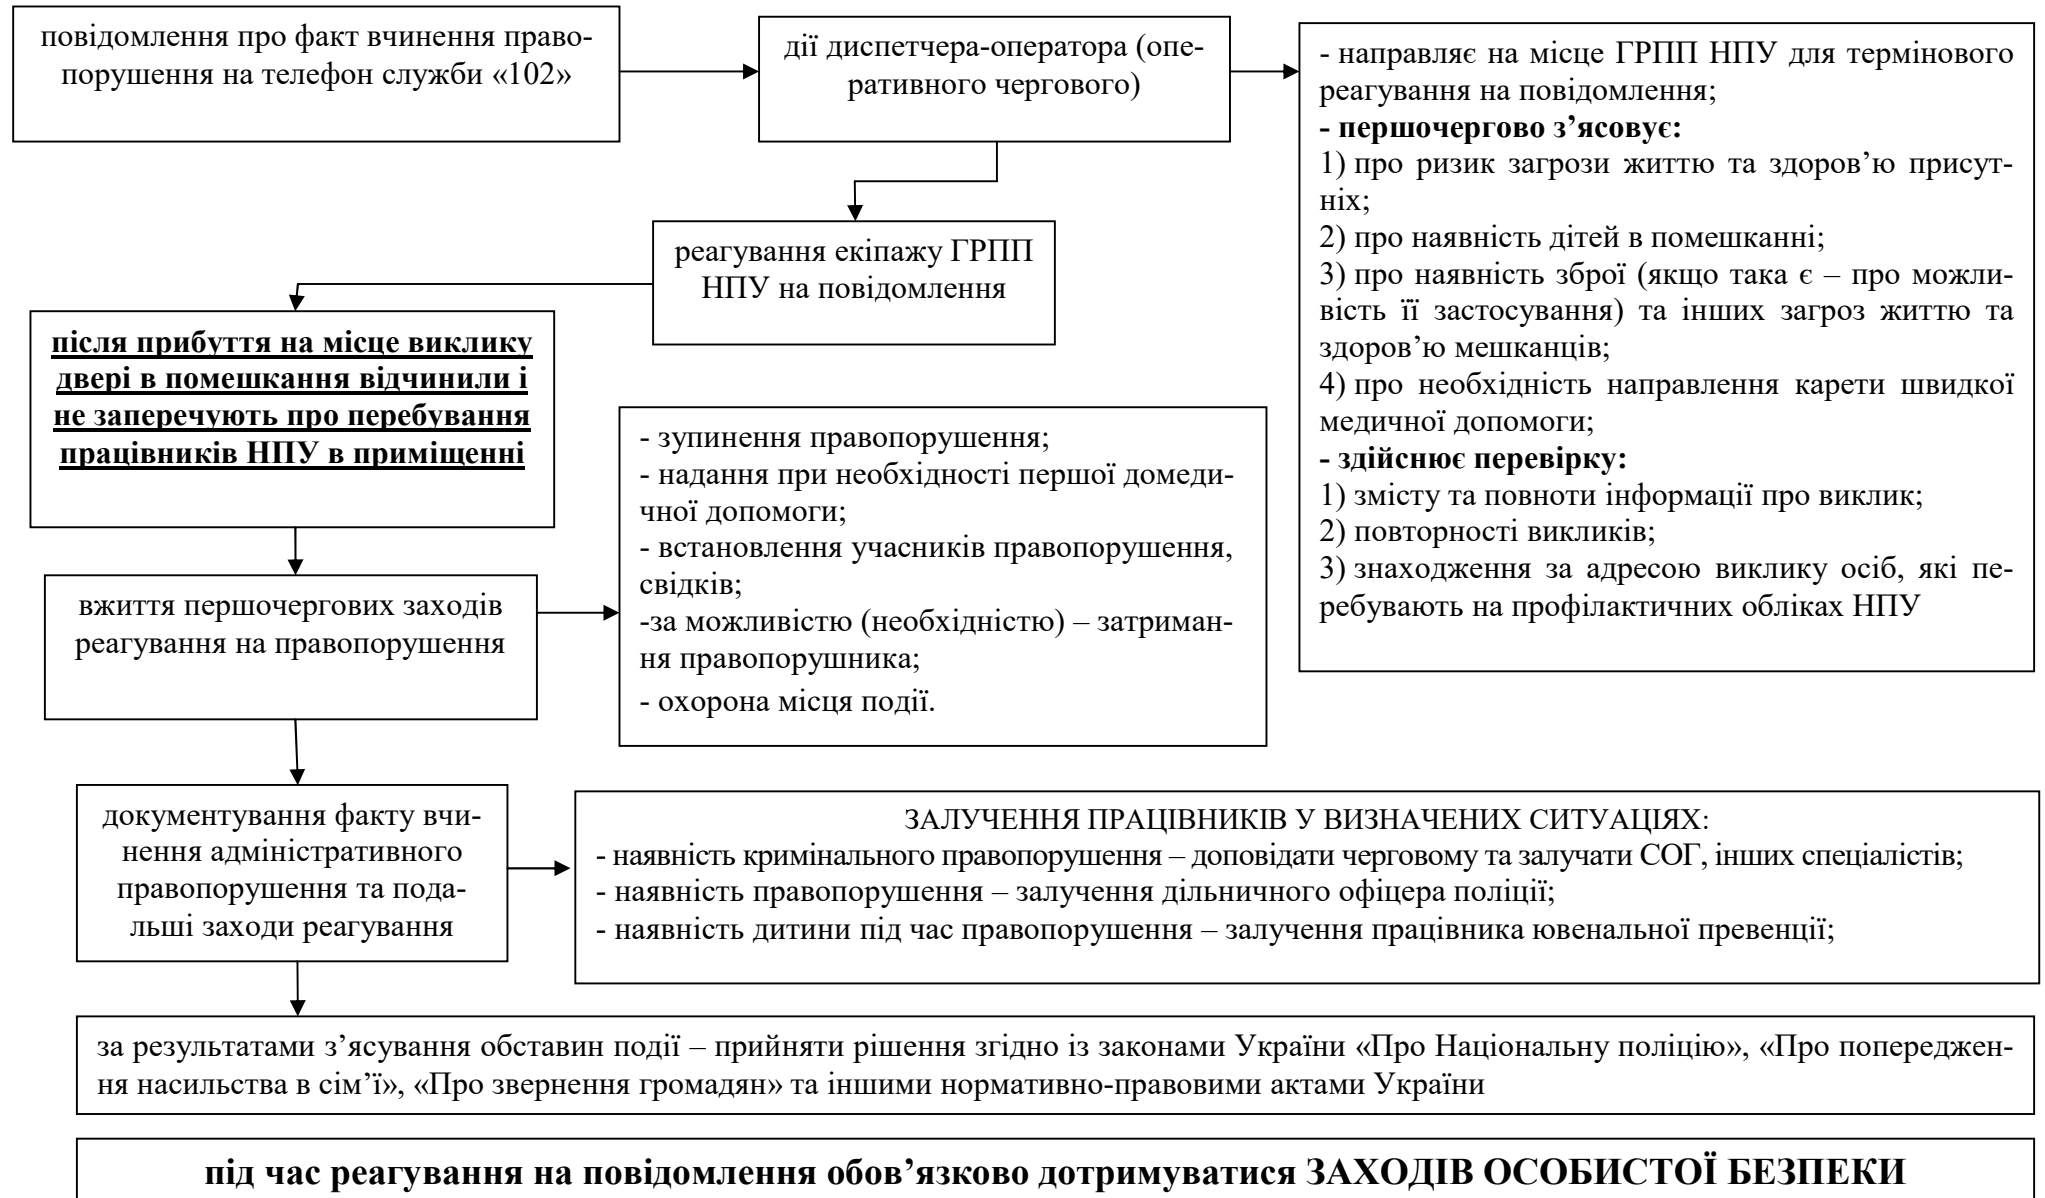 повідомлення про факт вчинення право-
порушення на телефон служби «102»
дії диспетчера-оператора (опе-
ративного чергового)
- направляє на місце ГРПП НПУ для термінового
реагування на повідомлення;
- першочергово з’ясовує:
1) про ризик загрози життю та здоров’ю присут-
ніх;
2) про наявність дітей в помешканні;
3) про наявність зброї (якщо така є – про можли-
вість її застосування) та інших загроз життю та
здоров’ю мешканців;
4) про необхідність направлення карети швидкої
медичної допомоги;
- здійснює перевірку:
1) змісту та повноти інформації про виклик;
2) повторності викликів;
3) знаходження за адресою виклику осіб, які пе-
ребувають на профілактичних обліках НПУ
реагування екіпажу ГРПП
НПУ на повідомлення
після прибуття на місце виклику
двері в помешкання відчинили і
не заперечують про перебування
працівників НПУ в приміщенні
вжиття першочергових заходів
реагування на правопорушення
- зупинення правопорушення;
- надання при необхідності першої домеди-
чної допомоги;
- встановлення учасників правопорушення,
свідків;
-за можливістю (необхідністю) – затриман-
ня правопорушника;
- охорона місця події.
документування факту вчи-
нення адміністративного
правопорушення та пода-
льші заходи реагування
ЗАЛУЧЕННЯ ПРАЦІВНИКІВ У ВИЗНАЧЕНИХ СИТУАЦІЯХ:
- наявність кримінального правопорушення – доповідати черговому та залучати СОГ, інших спеціалістів;
- наявність правопорушення – залучення дільничного офіцера поліції;
- наявність дитини під час правопорушення – залучення працівника ювенальної превенції;
за результатами з’ясування обставин події – прийняти рішення згідно із законами України «Про Національну поліцію», «Про попереджен-
ня насильства в сім’ї», «Про звернення громадян» та іншими нормативно-правовими актами України
під час реагування на повідомлення обов’язково дотримуватися ЗАХОДІВ ОСОБИСТОЇ БЕЗПЕКИ